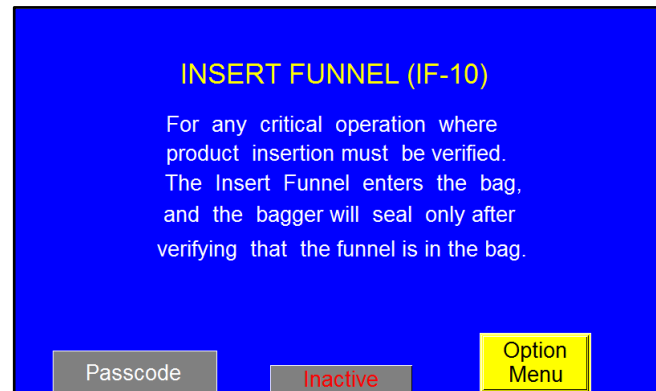 INSERT FUNNEL (IF-10)
For any critical operation where
product insertion must be verified.
The Insert Funnel enters the bag,
and the bagger will seal only after
verifying that the funnel is in the bag.
Passcode
Inactive
Option
Menu